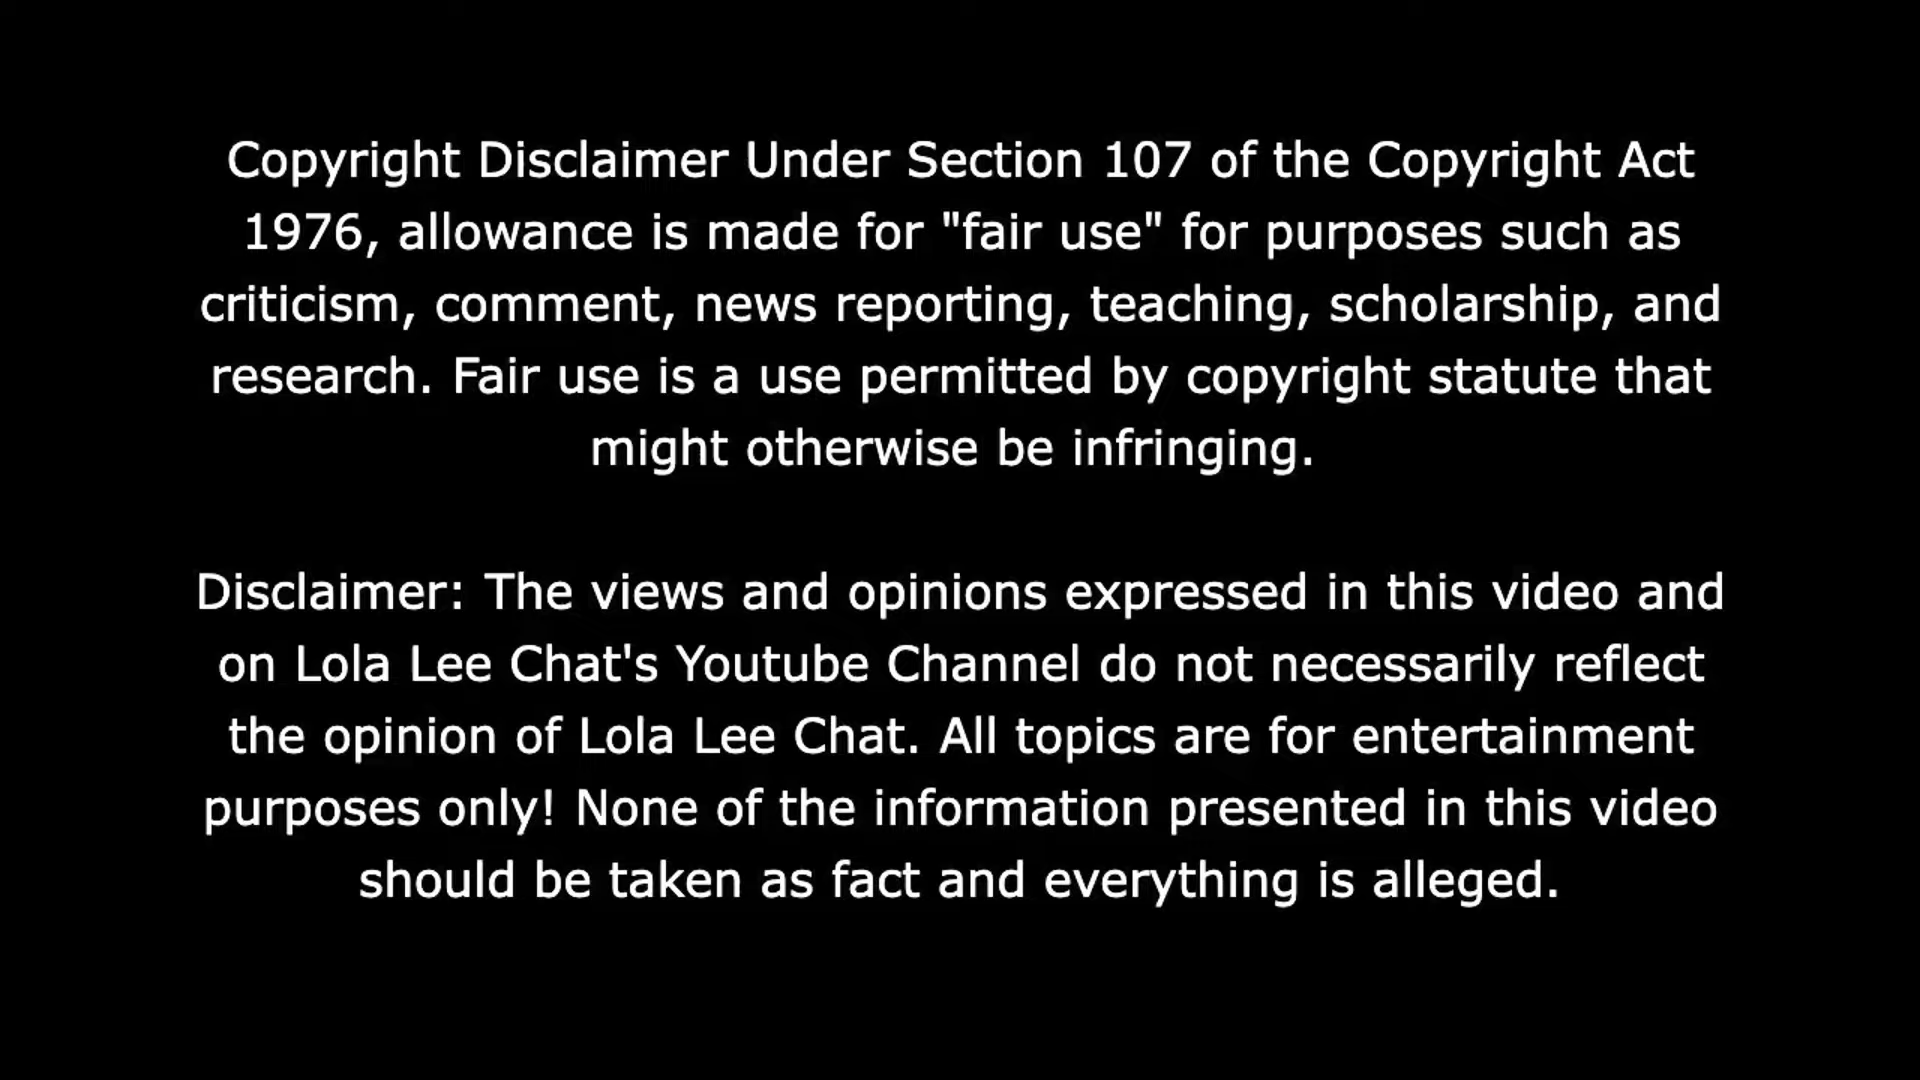 Copyright Disclaimer Under Section 107 of the Copyright Act
1976, allowance is made for "fair use" for purposes such as
criticism, comment, news reporting, teaching, scholarship, and
research. Fair use is a use permitted by copyright statute that
might otherwise be infringing.
Disclaimer: The views and opinions expressed in this video and
on Lola Lee Chat's Youtube Channel do not necessarily reflect
the opinion of Lola Lee Chat. All topics are for entertainment
purposes only! None of the information presented in this video
should be taken as fact and everything is alleged.